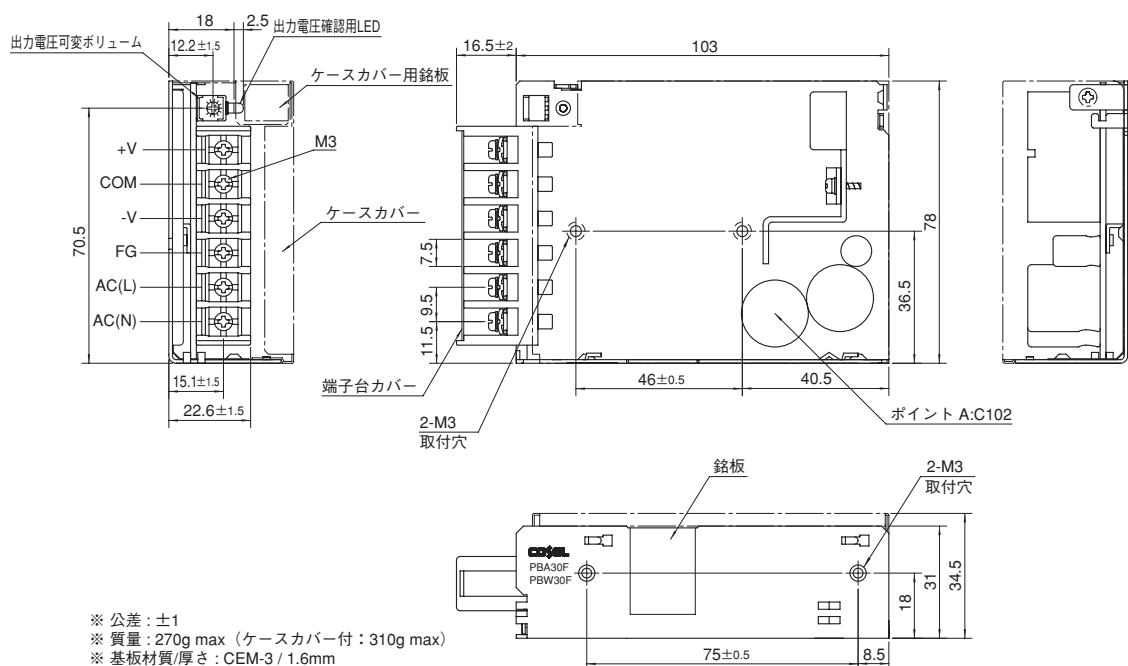 18
2.5
出力電圧確認用LED
出力電圧可変ボリューム
12.2±1.5
ケースカバー用銘板
+V
M3
COM
-V
ケースカバー
FG
AC(L)
AC(N)
70.5
15.1±1.5
22.6±1.5
16.5±2
103
7.5
9.5
11.5
端子台カバー
78
36.5
46±0.5
40.5
2-M3
取付穴
ポイント A:C102
銘板
2-M3
取付穴
COSEL
PBA30F
PBW30F
18
31
34.5
75±0.5
8.5
※ 公差 : ±1
※ 質量 : 270g max（ケースカバー付：310g max）
※ 基板材質/厚さ : CEM-3 / 1.6mm